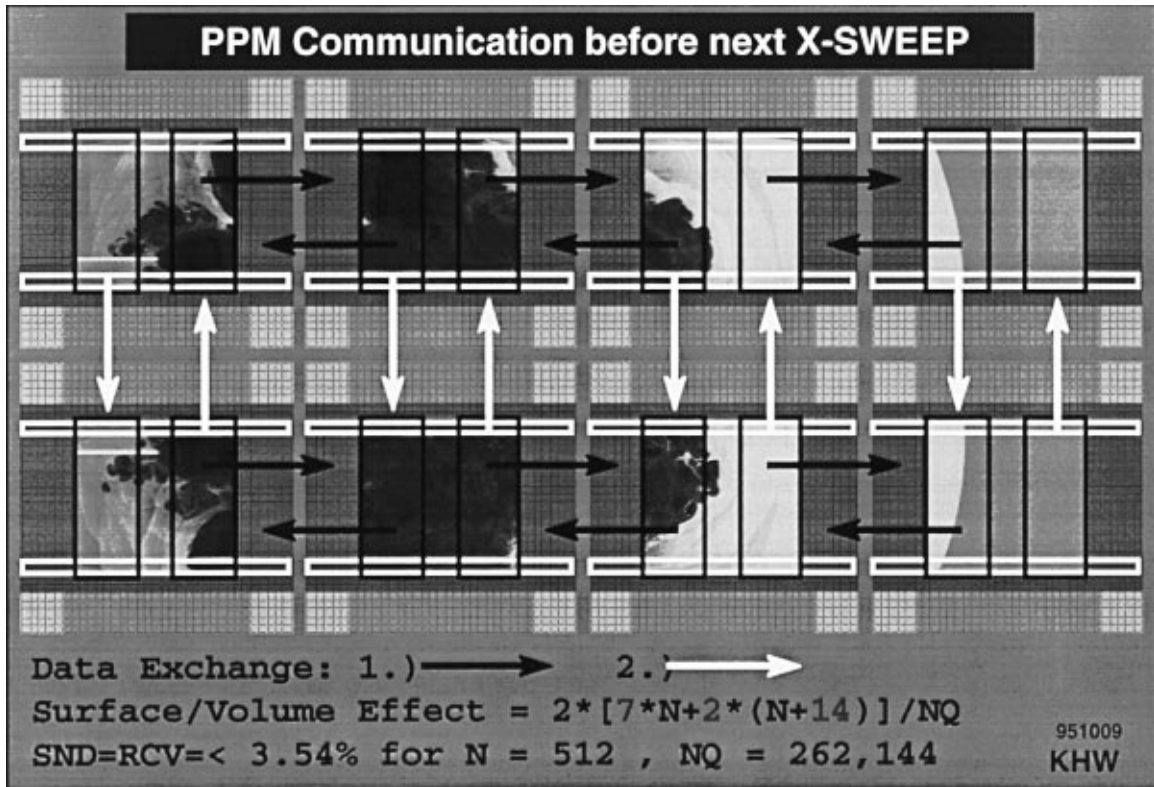 PPM Communication before next X-SWEEP
Data Exchange: 1.) 2.)
Surface/Volume Effect = 2*[7*N+2*(N+14)]/NQ
SND=RCV=< 3.54% for N = 512 , NQ = 262,144
951009
KHW